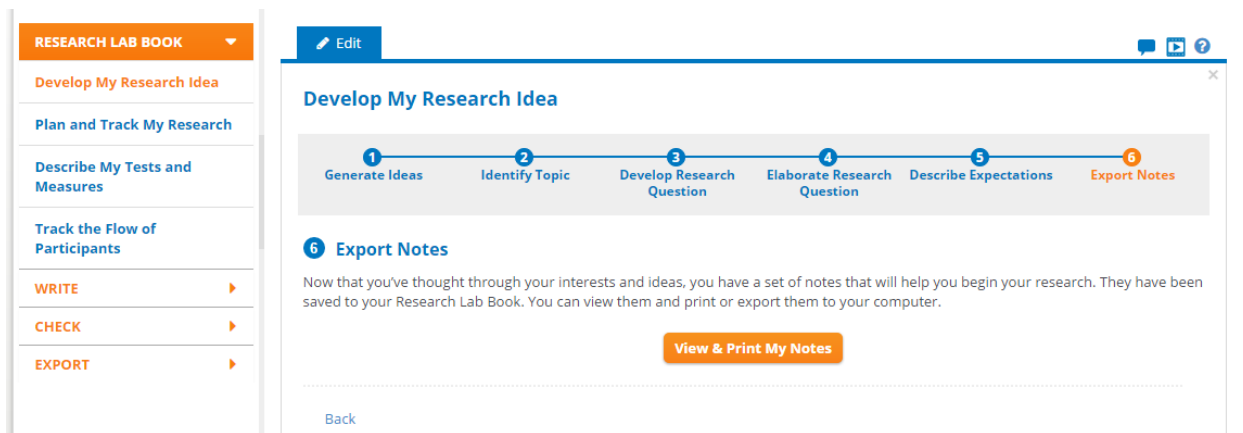 RESEARCH LAB BOOK
Develop My Research Idea
Plan and Track My Research
Describe My Tests and
Measures
Track the Flow of
Participants
WRITE
CHECK
EXPORT
Edit
Develop My Research Idea
1
Generate Ideas
2
Identify Topic
3
Develop Research
Question
4
Elaborate Research
Question
5
Describe Expectations
6
Export Notes
6 Export Notes
Now that you've thought through your interests and ideas, you have a set of notes that will help you begin your research. They have been
saved to your Research Lab Book. You can view them and print or export them to your computer.
View & Print My Notes
Back